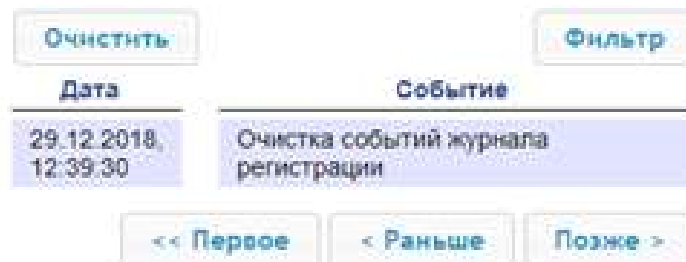 Очистить Фильтр
Дата Событие
29.12.2018, Очистка событий журнала
12:39:30 регистрации
<< Первое < Раньше Позже >